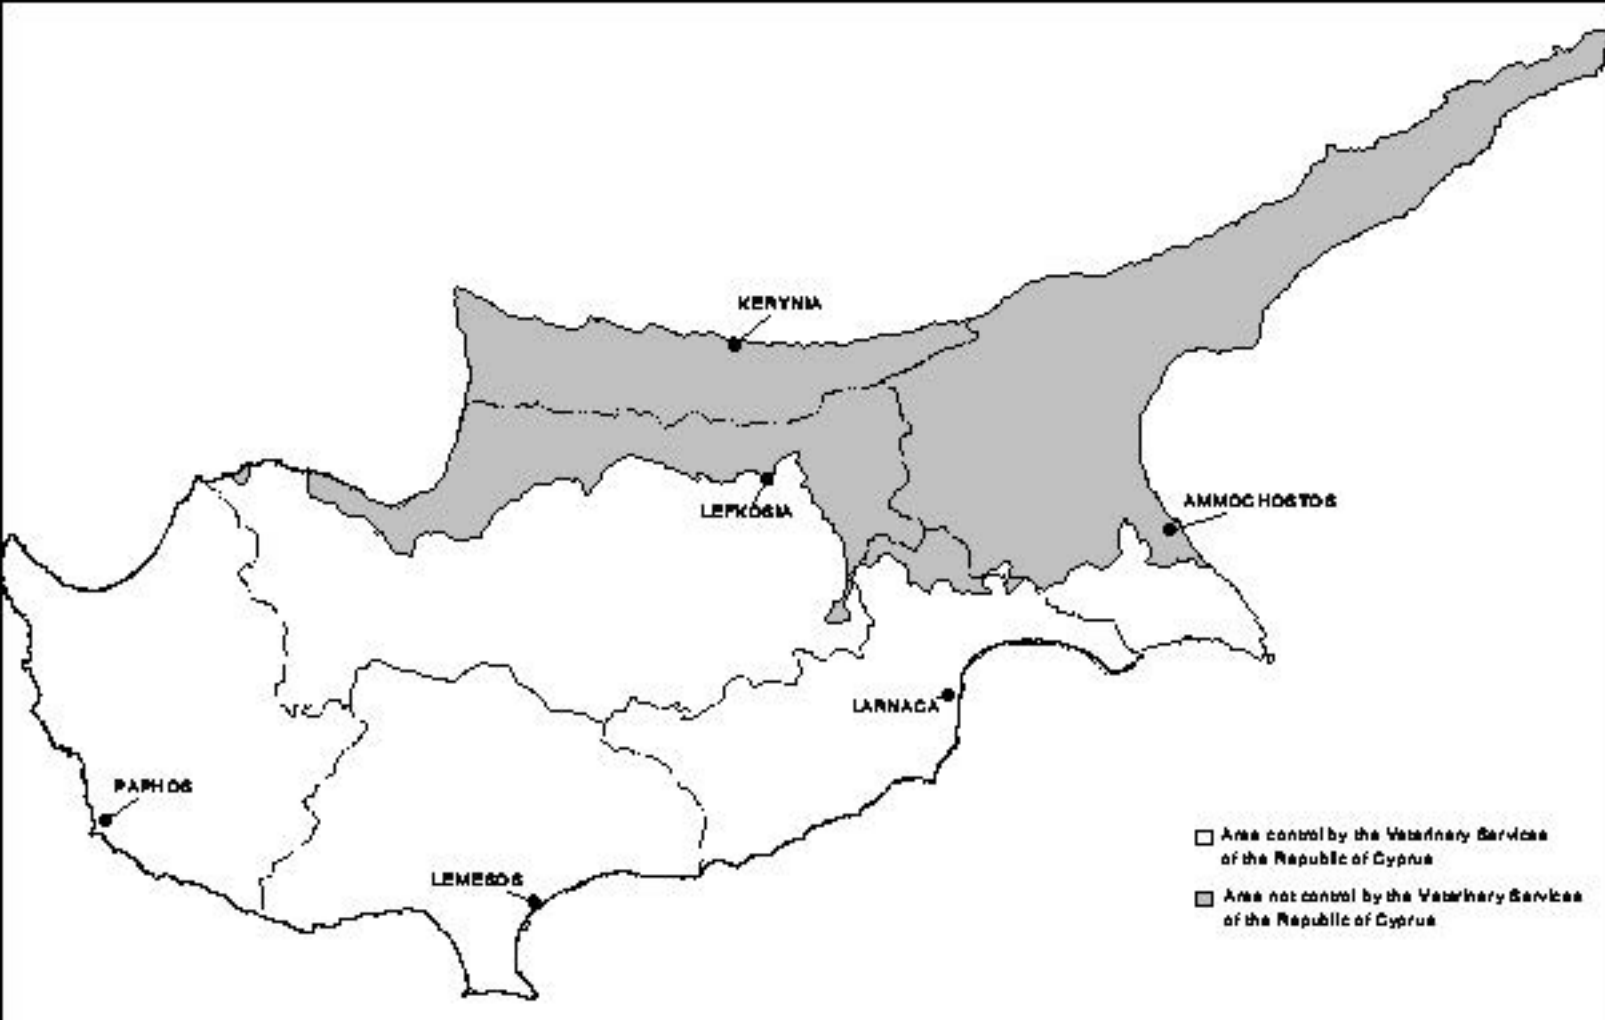 KERYNIA
LEFKOSIA
AMMOCHOSTOS
LARNACA
PAPHOS
LEMESOS
Area control by the Veterinary Services
of the Republic of Cyprus
Area not control by the Veterinary Services
of the Republic of Cyprus